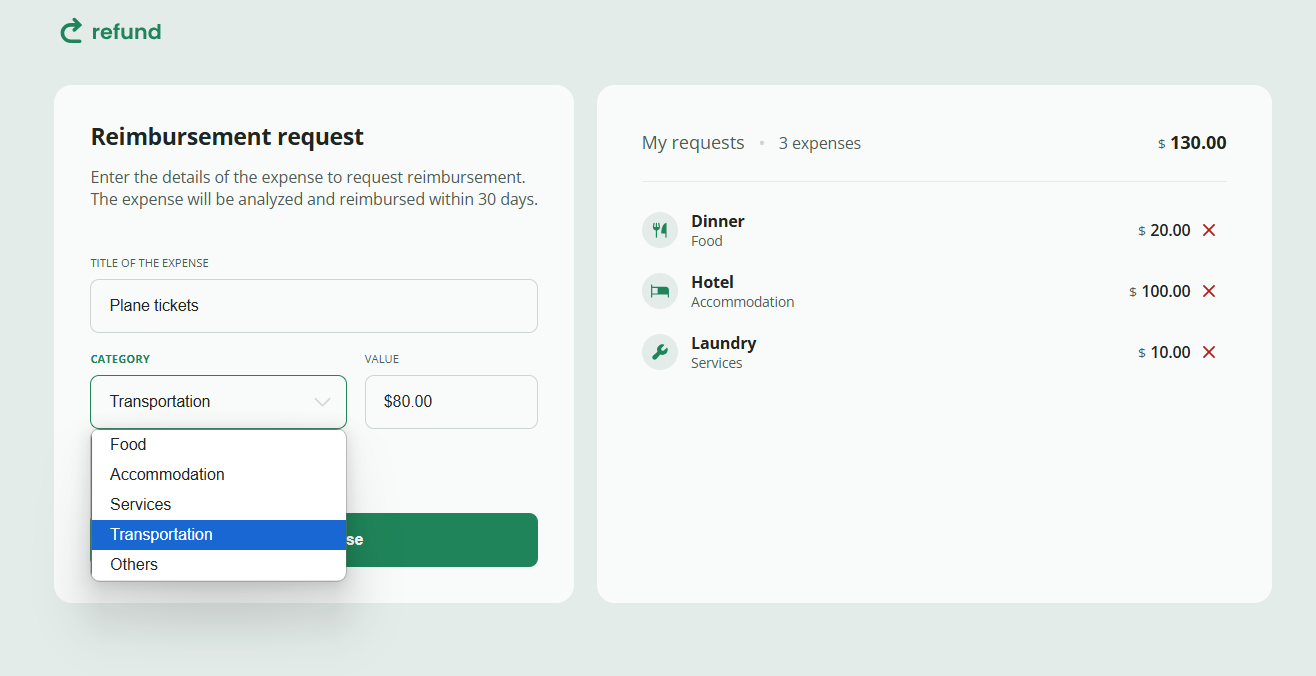 refund
Reimbursement request
Enter the details of the expense to request reimbursement.
The expense will be analyzed and reimbursed within 30 days.
TITLE OF THE EXPENSE
Plane tickets
CATEGORY
VALUE
Transportation
$80.00
Food
Accommodation
Services
Transportation
Others
se
My requests • 3 expenses
$ 130.00
Dinner
Food
$ 20.00
Hotel
Accommodation
$ 100.00
Laundry
Services
$ 10.00